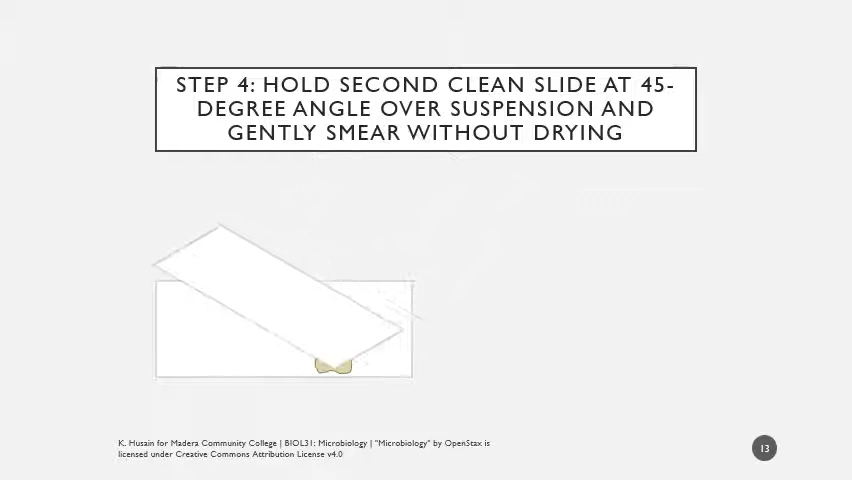 STEP 4: HOLD SECOND CLEAN SLIDE AT 45-
DEGREE ANGLE OVER SUSPENSION AND
GENTLY SMEAR WITHOUT DRYING
K. Husain for Madera Community College | BIOL31: Microbiology | "Microbiology" by OpenStax is
licensed under Creative Commons Attribution License v4.0
13